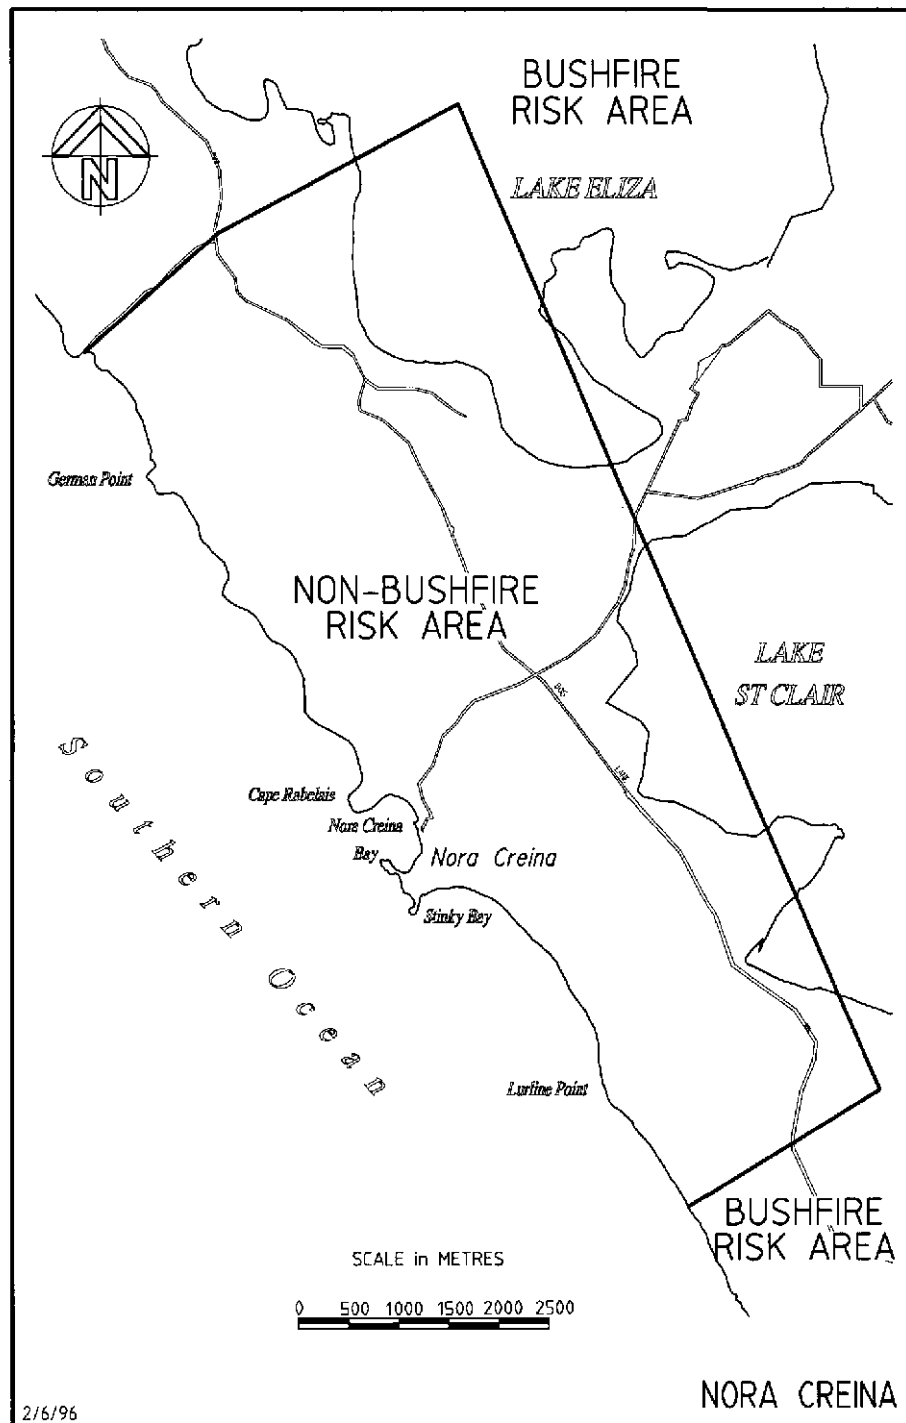 BUSHFIRE
RISK AREA
LAKE ELIZA
N
German Point
NON-BUSHFIRE
RISK AREA
LAKE
ST CLAIR
Southern Ocean
Cape Rabelais
Nora Creina
Bay
Nora Creina
Stinky Bay
Lurline Point
BUSHFIRE
RISK AREA
SCALE in METRES
0 500 1000 1500 2000 2500
NORA CREINA
2/6/96